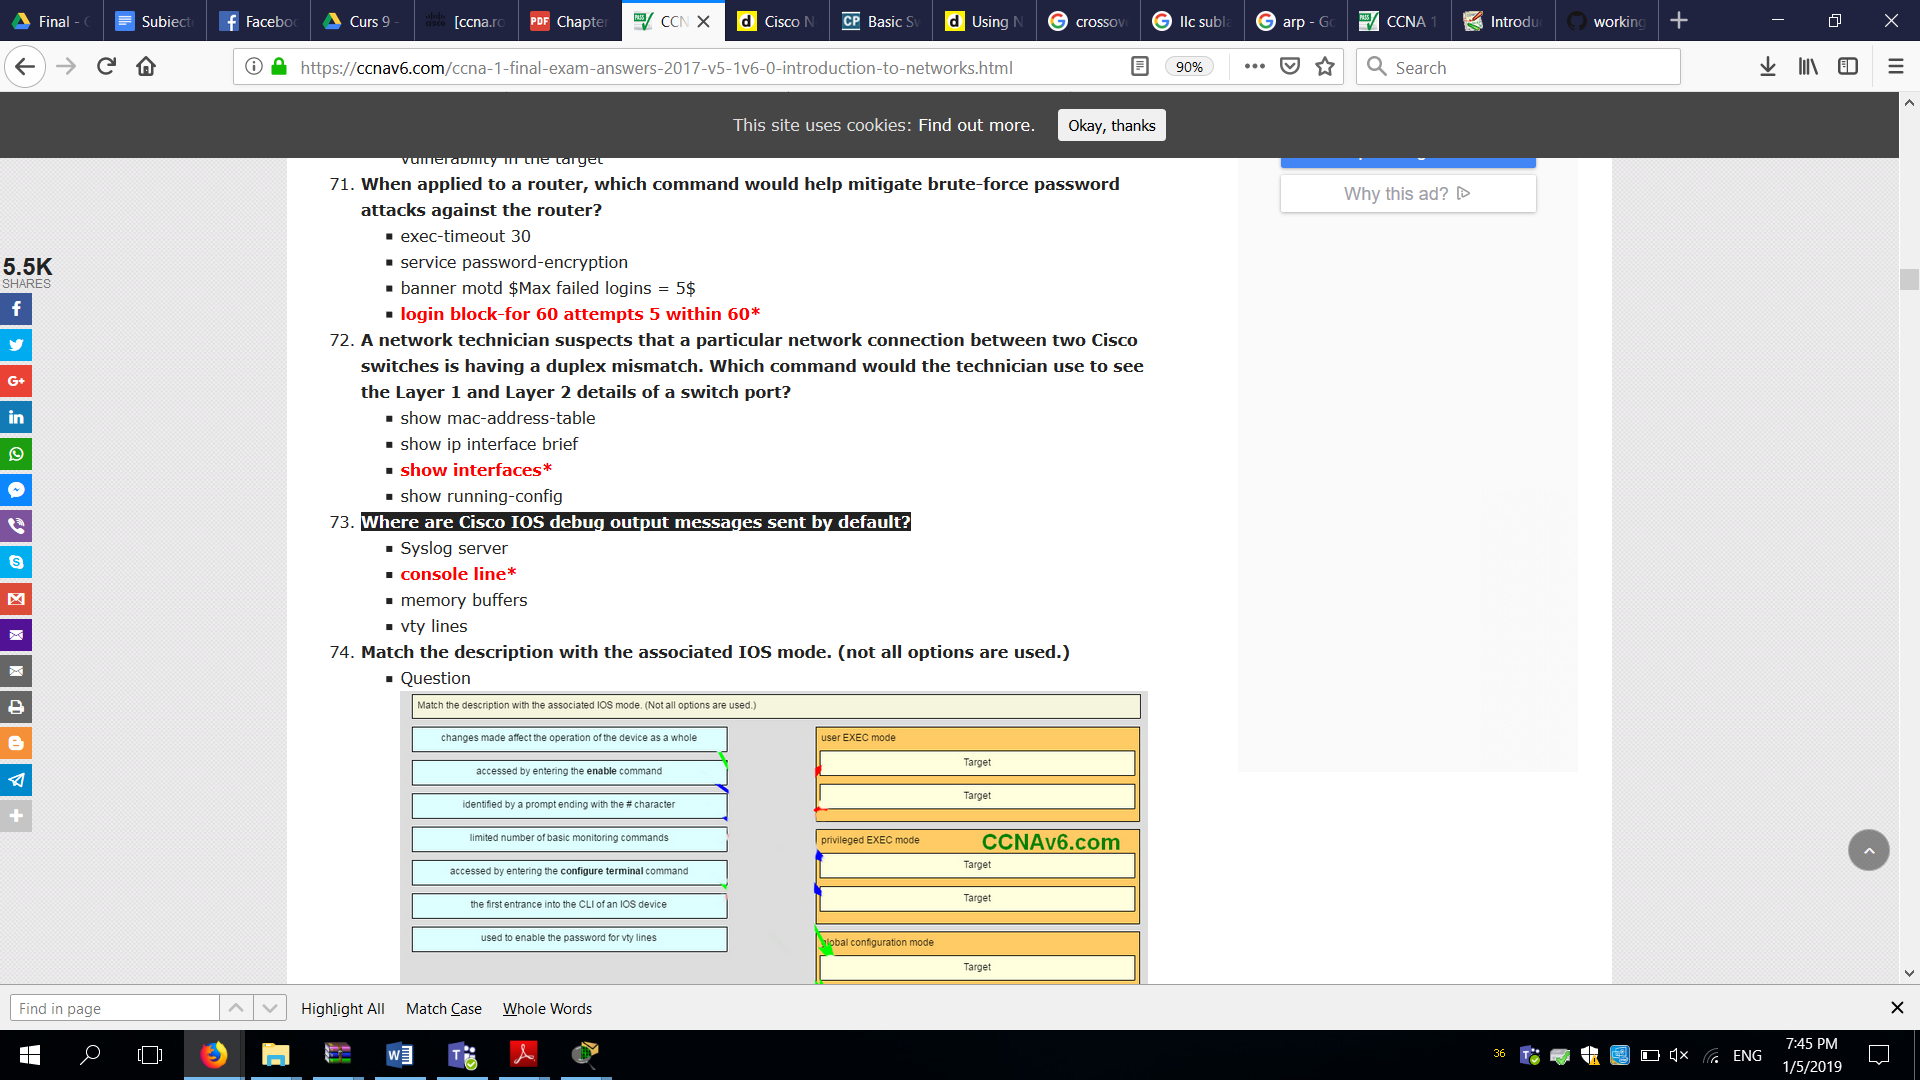 Final - G
Subiect
Facebo
Curs 9 -
[ccna.ro
PDF Chapter
CCN
Cisco N
CP Basic Sv
Using N
crossov
llc subla
arp - Go
CCNA 1
Introdu
working
https://ccnav6.com/ccna-1-final-exam-answers-2017-v5-1v6-0-introduction-to-networks.html
90%
Search
This site uses cookies: Find out more.
Okay, thanks
vulnerability in the target
71. When applied to a router, which command would help mitigate brute-force password
attacks against the router?
exec-timeout 30
service password-encryption
banner motd $Max failed logins = 5$
login block-for 60 attempts 5 within 60*
72. A network technician suspects that a particular network connection between two Cisco
switches is having a duplex mismatch. Which command would the technician use to see
the Layer 1 and Layer 2 details of a switch port?
show mac-address-table
show ip interface brief
show interfaces*
show running-config
73. Where are Cisco IOS debug output messages sent by default?
Syslog server
console line*
memory buffers
vty lines
74. Match the description with the associated IOS mode. (not all options are used.)
Question
Match the description with the associated IOS mode. (Not all options are used.)
changes made affect the operation of the device as a whole
accessed by entering the enable command
identified by a prompt ending with the # character
limited number of basic monitoring commands
accessed by entering the configure terminal command
the first entrance into the CLI of an IOS device
used to enable the password for vty lines
user EXEC mode
Target
Target
privileged EXEC mode
CCNAv6.com
Target
Target
global configuration mode
Target
Why this ad?
5.5K
SHARES
Find in page
Highlight All
Match Case
Whole Words
36
ENG
7:45 PM
1/5/2019